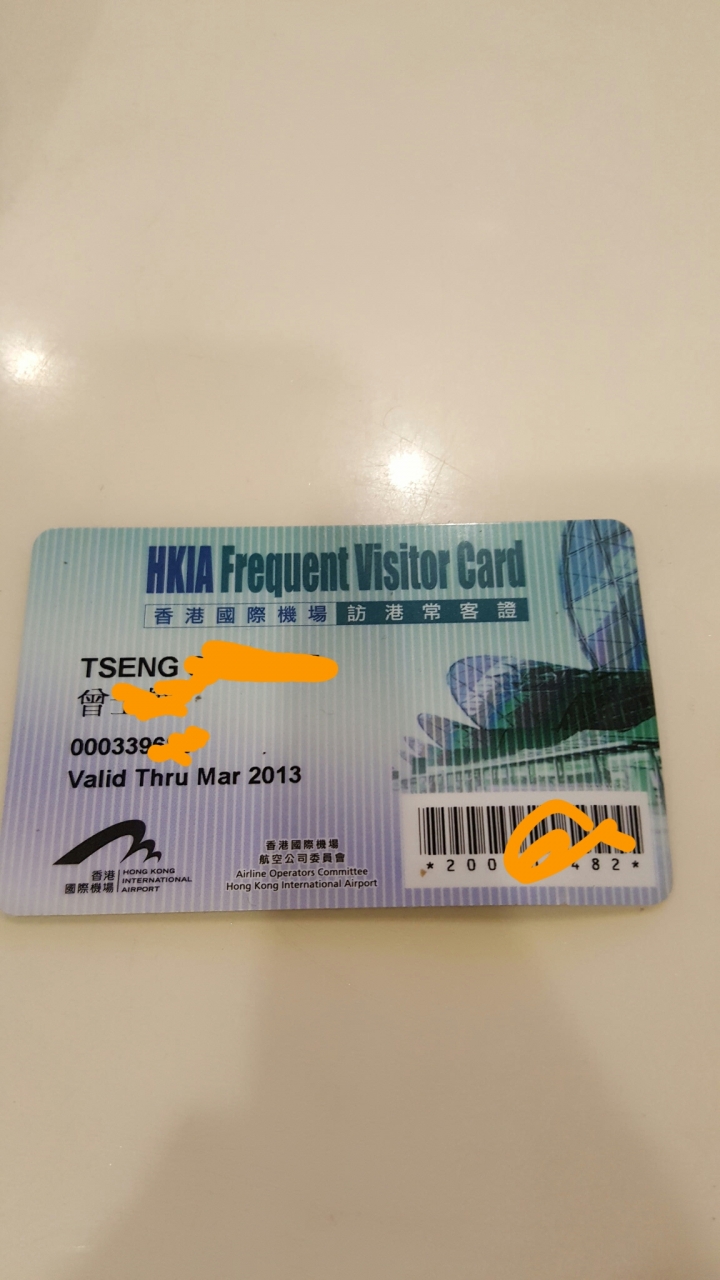 HKIA Frequent Visitor Card
香港國際機場訪港常客證
TSENG
曾
000339
Valid Thru Mar 2013
*200 482*
香港國際機場
HONG KONG INTERNATIONAL AIRPORT
香港國際機場
航空公司委員會
Airline Operators Committee
Hong Kong International Airport